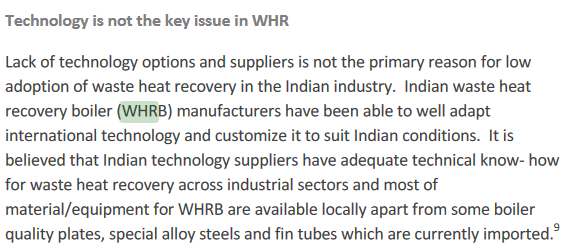 Technology is not the key issue in WHR
Lack of technology options and suppliers is not the primary reason for low
adoption of waste heat recovery in the Indian industry.  Indian waste heat
recovery boiler (WHRB) manufacturers have been able to well adapt
international technology and customize it to suit Indian conditions.  It is
believed that Indian technology suppliers have adequate technical know- how
for waste heat recovery across industrial sectors and most of
material/equipment for WHRB are available locally apart from some boiler
quality plates, special alloy steels and fin tubes which are currently imported.9